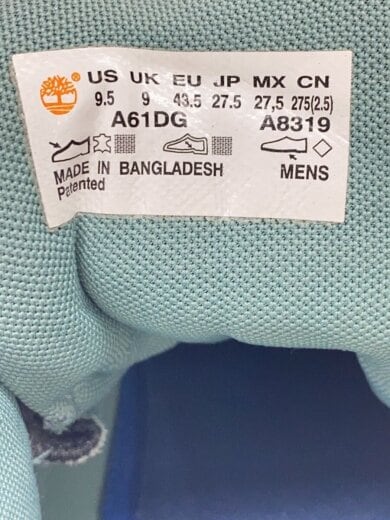 US UK EU JP MX CN
9.5 9 43.5 27.5 27,5 275(2.5)
A61DG A8319
MADE IN BANGLADESH MENS
Patented